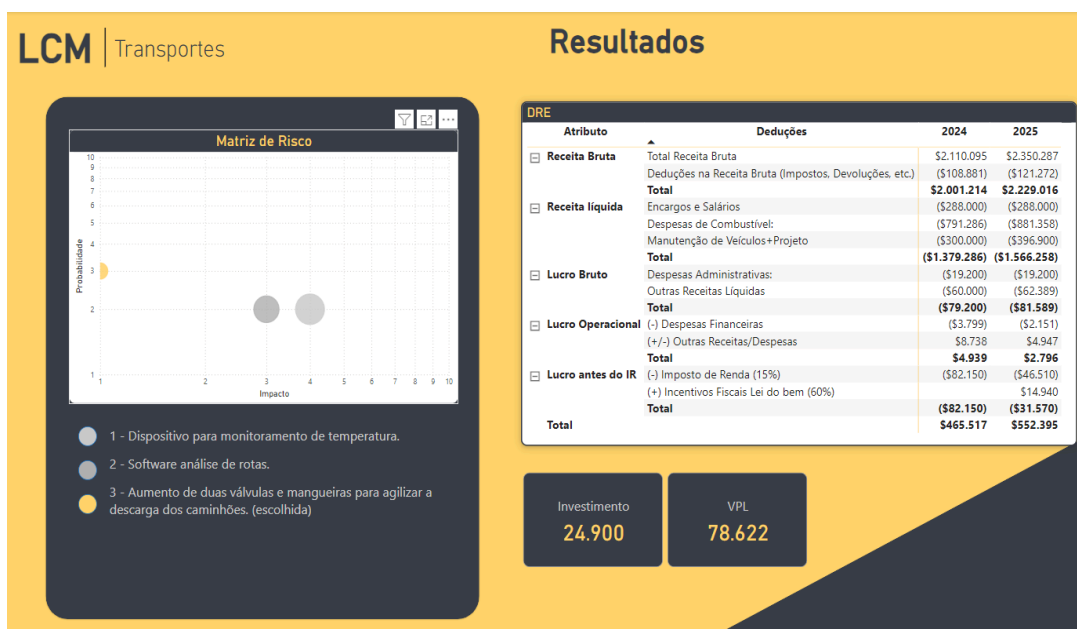 LCM | Transportes
Resultados
Matriz de Risco
10
9
8
7
6
5
4
3
2
1
Probabilidade
1 2 3 4 5 6 7 8 9 10
Impacto
1 - Dispositivo para monitoramento de temperatura.
2 - Software análise de rotas.
3 - Aumento de duas válvulas e mangueiras para agilizar a
descarga dos caminhões. (escolhida)
DRE
Atributo Deduções 2024 2025
Receita Bruta Total Receita Bruta $2.110.095 $2.350.287
Deduções na Receita Bruta (Impostos, Devoluções, etc.) ($108.881) ($121.272)
Total $2.001.214 $2.229.016
Receita líquida Encargos e Salários ($288.000) ($288.000)
Despesas de Combustível: ($791.286) ($881.358)
Manutenção de Veículos+Projeto ($300.000) ($396.900)
Total ($1.379.286) ($1.566.258)
Lucro Bruto Despesas Administrativas: ($19.200) ($19.200)
Outras Receitas Líquidas ($60.000) ($62.389)
Total ($79.200) ($81.589)
Lucro Operacional (-) Despesas Financeiras ($3.799) ($2.151)
(+/-) Outras Receitas/Despesas $8.738 $4.947
Total $4.939 $2.796
Lucro antes do IR (-) Imposto de Renda (15%) ($82.150) ($46.510)
(+) Incentivos Fiscais Lei do bem (60%) $14.940
Total ($82.150) ($31.570)
Total $465.517 $552.395
Investimento
24.900
VPL
78.622